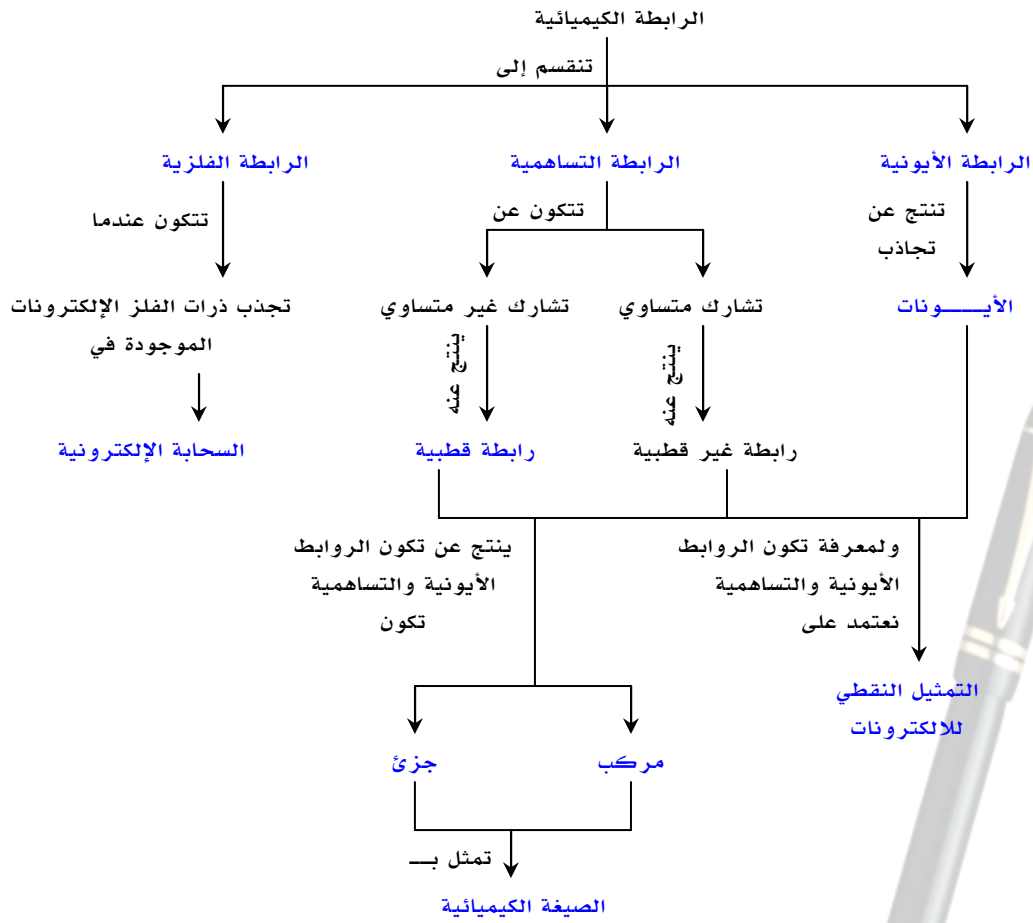 الرابطة الكيميائية
تنقسم إلى
الرابطة الأيونية
الرابطة التساهمية
الرابطة الفلزية
تنتج عن
تجاذب
تتكون عن
تتكون عندما
الأيـــــونات
تشارك متساوي
تشارك غير متساوي
تجذب ذرات الفلز الإلكترونات
الموجودة في
ينتج عنه
ينتج عنه
رابطة غير قطبية
رابطة قطبية
السحابة الإلكترونية
ولمعرفة تكون الروابط
الأيونية والتساهمية
نعتمد على
ينتج عن تكون الروابط
الأيونية والتساهمية
تكون
التمثيل النقطي
للالكترونات
مركب
جزئ
تمثل بــ
الصيغة الكيميائية